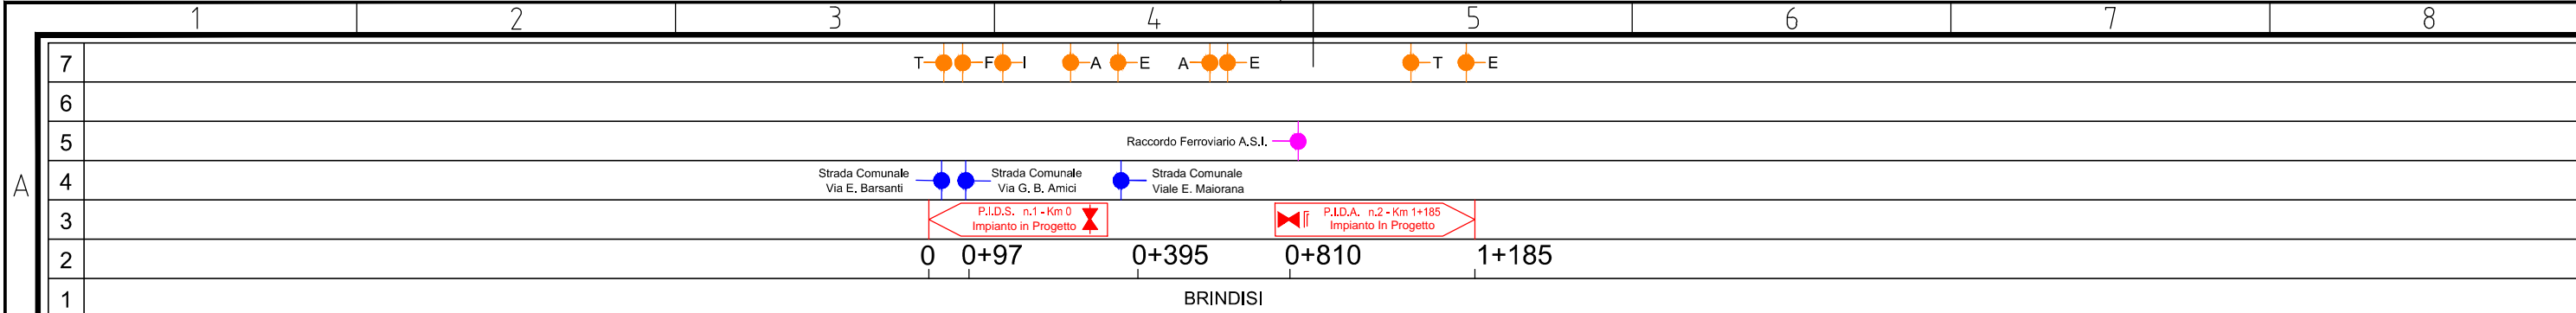 1 2 3 4 5 6 7 8
7 T F I A E A E T E
6
5 Raccordo Ferroviario A.S.I.
A
4 Strada Comunale Strada Comunale Strada Comunale
Via E. Barsanti Via G. B. Amici Viale E. Maiorana
3 P.I.D.S. n.1 - Km 0 P.I.D.A. n.2 - Km 1+185
Impianto in Progetto Impianto In Progetto
2 0 0+97 0+395 0+810 1+185
1 BRINDISI